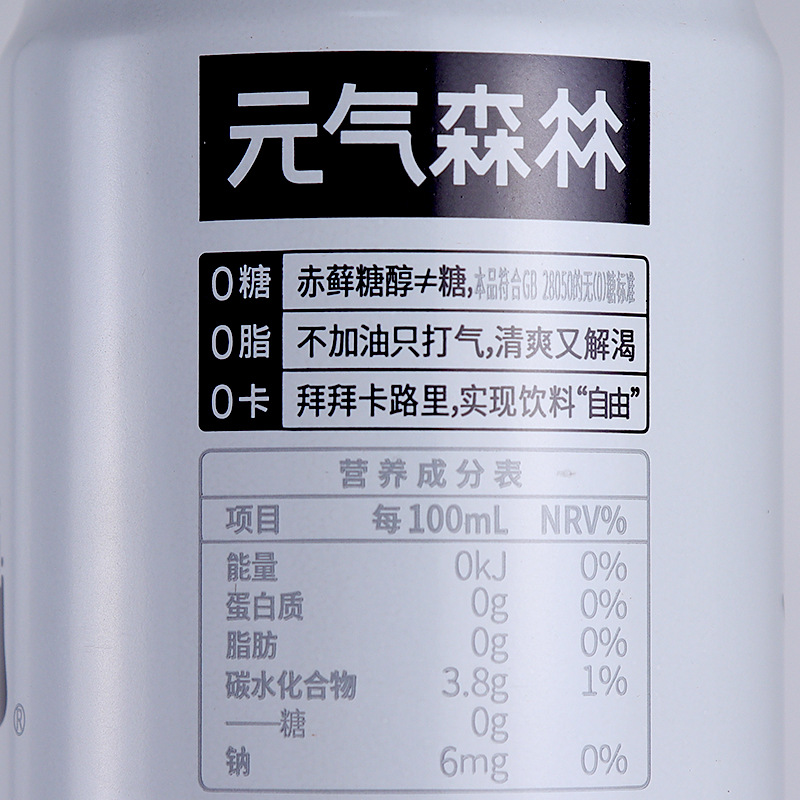 元气森林
0糖 赤藓糖醇≠糖,本品符合GB 28050的无(0)糖标准
0脂 不加油只打气,清爽又解渴
0卡 拜拜卡路里,实现饮料“自由”
营养成分表
项目 每100mL NRV%
能量 0kJ 0%
蛋白质 0g 0%
脂肪 0g 0%
碳水化合物 3.8g 1%
——糖 0g
钠 6mg 0%
®